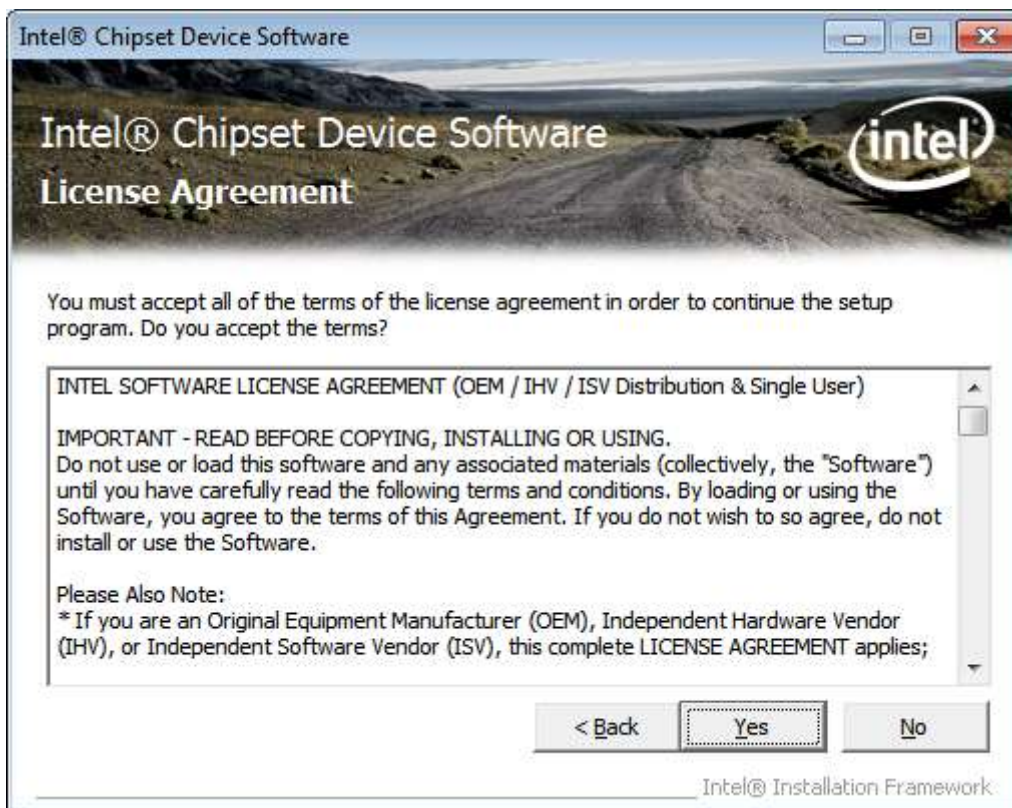 Intel® Chipset Device Software
Intel® Chipset Device Software
intel
License Agreement
You must accept all of the terms of the license agreement in order to continue the setup
program. Do you accept the terms?
INTEL SOFTWARE LICENSE AGREEMENT (OEM / IHV / ISV Distribution & Single User)
IMPORTANT - READ BEFORE COPYING, INSTALLING OR USING.
Do not use or load this software and any associated materials (collectively, the "Software")
until you have carefully read the following terms and conditions. By loading or using the
Software, you agree to the terms of this Agreement. If you do not wish to so agree, do not
install or use the Software.
Please Also Note:
* If you are an Original Equipment Manufacturer (OEM), Independent Hardware Vendor
(IHV), or Independent Software Vendor (ISV), this complete LICENSE AGREEMENT applies;
< Back Yes No
Intel® Installation Framework